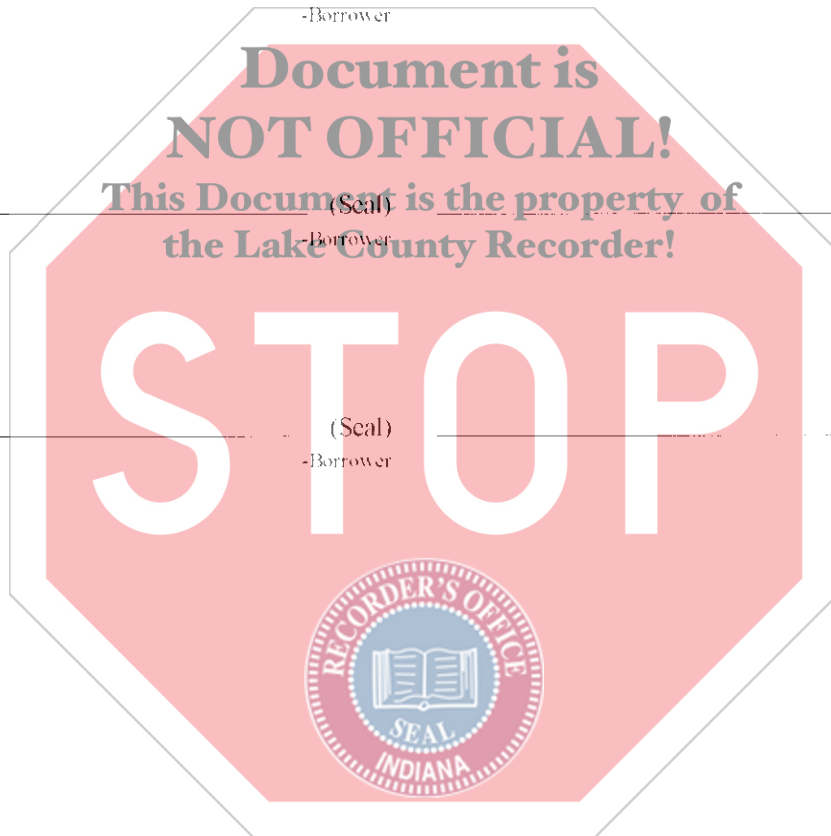 -Borrower
Document is
NOT OFFICIAL!
This Document is the property of
(Seal)
the Lake County Recorder!
-Borrower
STOP
(Seal)
-Borrower
RECORDER'S OFFICE
SEAL
INDIANA